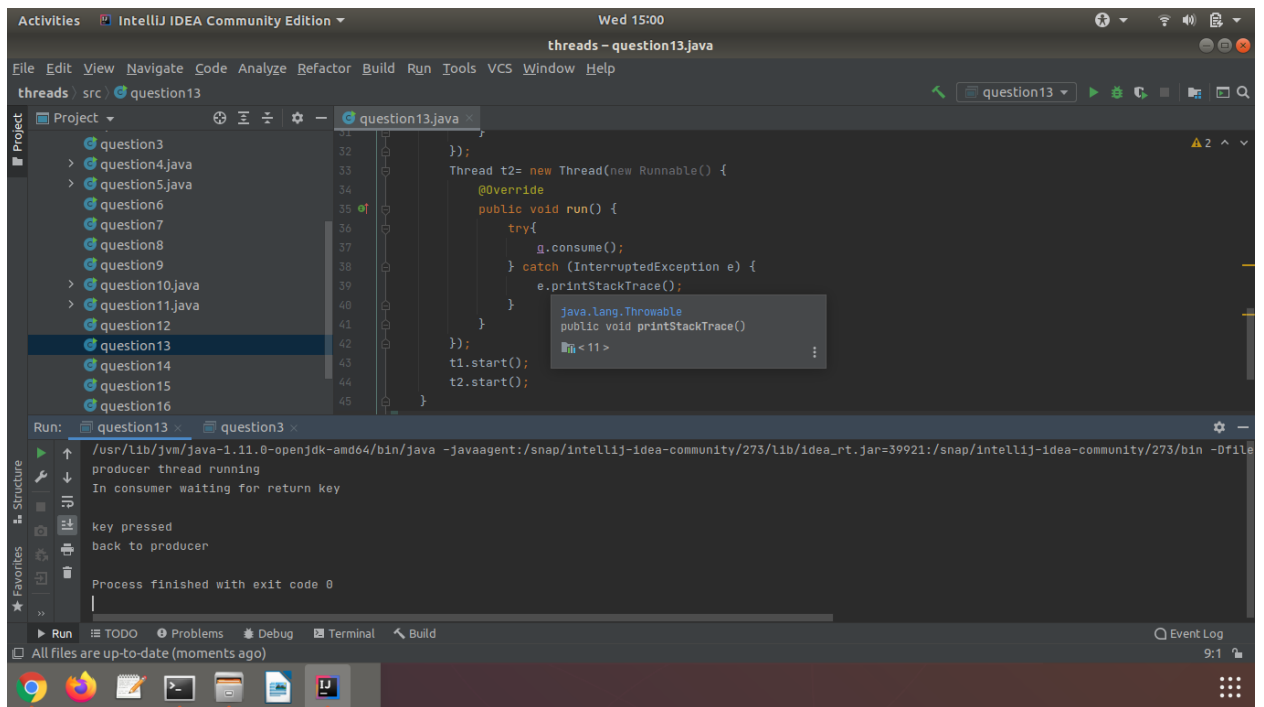 Activities IntelliJ IDEA Community Edition Wed 15:00
threads – question13.java
File Edit View Navigate Code Analyze Refactor Build Run Tools VCS Window Help
threads src question13 question13
Project question13.java
Project
question3
question4.java
question5.java
question6
question7
question8
question9
question10.java
question11.java
question12
question13
question14
question15
question16
2
31 }
32 });
33 Thread t2= new Thread(new Runnable() {
34 @Override
35 public void run() {
36 try{
37 q.consume();
38 } catch (InterruptedException e) {
39 e.printStackTrace();
40 }
41 }
42 });
43 t1.start();
44 t2.start();
45 }
java.lang.Throwable
public void printStackTrace()
< 11 >
Run: question13 question3
/usr/lib/jvm/java-1.11.0-openjdk-amd64/bin/java -javaagent:/snap/intellij-idea-community/273/lib/idea_rt.jar=39921:/snap/intellij-idea-community/273/bin -Dfile
producer thread running
In consumer waiting for return key
key pressed
back to producer
Process finished with exit code 0
Structure
Favorites
Run TODO Problems Debug Terminal Build Event Log
All files are up-to-date (moments ago) 9:1